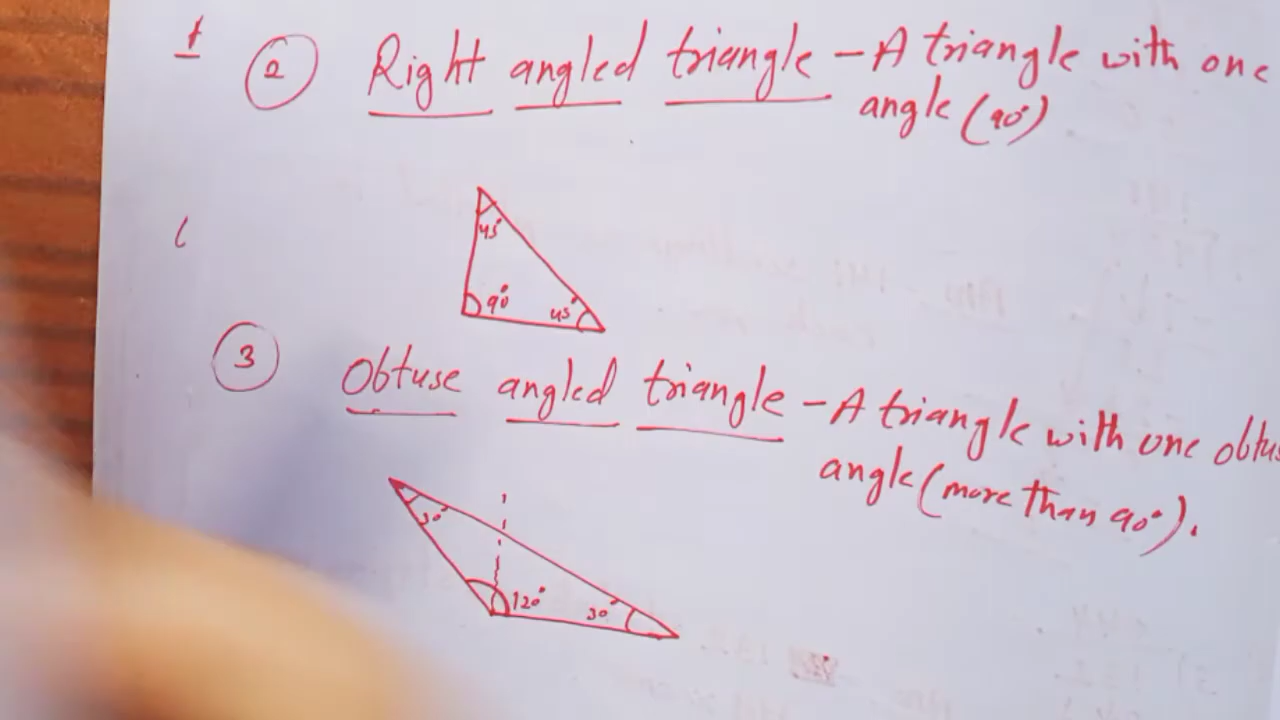 ② Right angled triangle - A triangle with one
angle (90°)
45°
90° 45°
③ Obtuse angled triangle - A triangle with one
angle (more than 90°).
30°
120° 30°